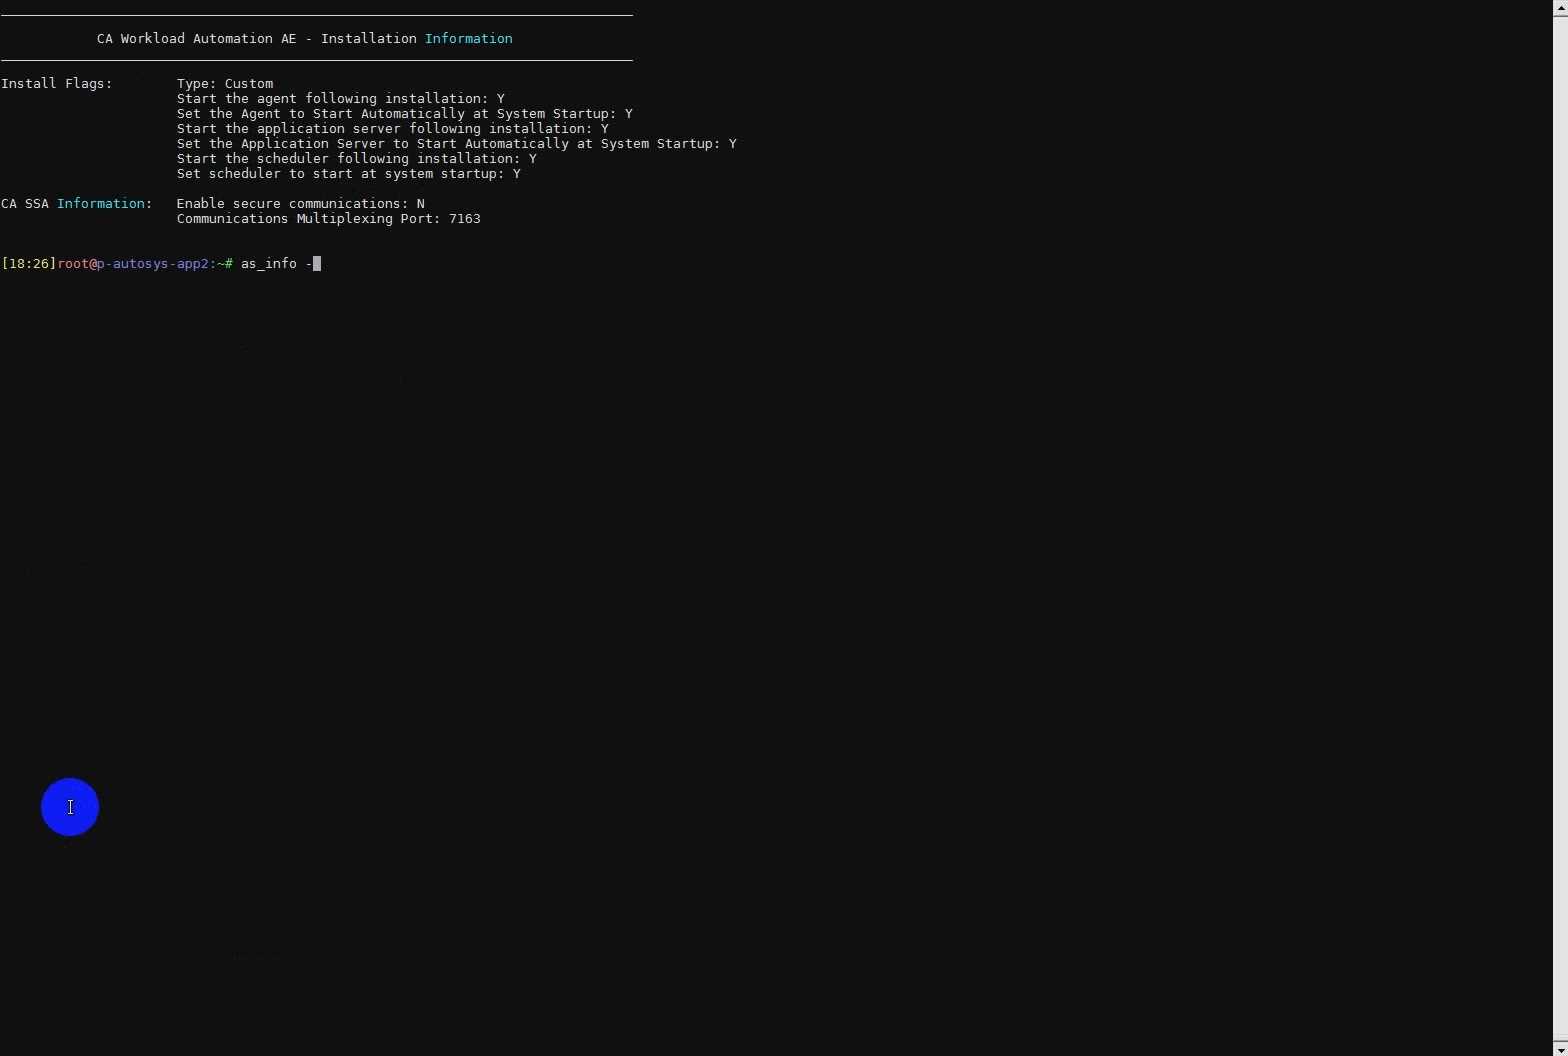 CA Workload Automation AE - Installation Information
Install Flags: Type: Custom
Start the agent following installation: Y
Set the Agent to Start Automatically at System Startup: Y
Start the application server following installation: Y
Set the Application Server to Start Automatically at System Startup: Y
Start the scheduler following installation: Y
Set scheduler to start at system startup: Y
CA SSA Information: Enable secure communications: N
Communications Multiplexing Port: 7163
[18:26]root@p-autosys-app2:~# as_info -